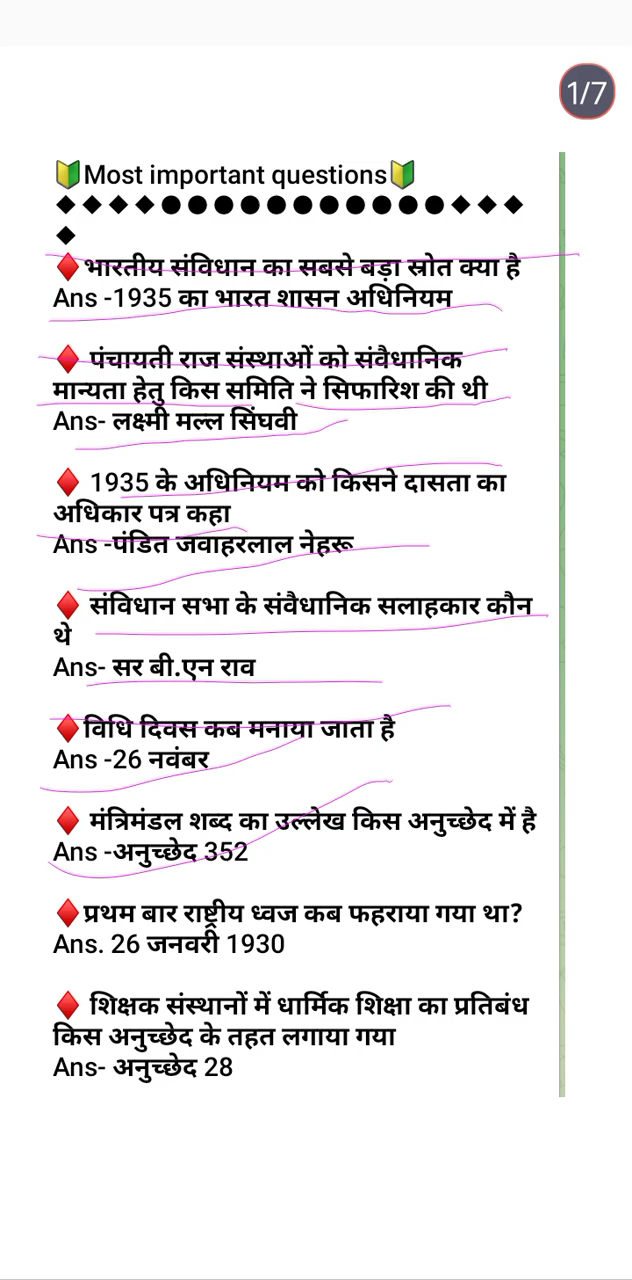 1/7
🔰Most important questions🔰
◆◆◆◆●●●●●●●●●●●◆◆◆
◆
♦️भारतीय संविधान का सबसे बड़ा स्रोत क्या है
Ans -1935 का भारत शासन अधिनियम
♦️ पंचायती राज संस्थाओं को संवैधानिक
मान्यता हेतु किस समिति ने सिफारिश की थी
Ans- लक्ष्मी मल्ल सिंघवी
♦️ 1935 के अधिनियम को किसने दासता का
अधिकार पत्र कहा
Ans -पंडित जवाहरलाल नेहरू
♦️ संविधान सभा के संवैधानिक सलाहकार कौन
थे
Ans- सर बी.एन राव
♦️विधि दिवस कब मनाया जाता है
Ans -26 नवंबर
♦️ मंत्रिमंडल शब्द का उल्लेख किस अनुच्छेद में है
Ans -अनुच्छेद 352
♦️प्रथम बार राष्ट्रीय ध्वज कब फहराया गया था?
Ans. 26 जनवरी 1930
♦️ शिक्षक संस्थानों में धार्मिक शिक्षा का प्रतिबंध
किस अनुच्छेद के तहत लगाया गया
Ans- अनुच्छेद 28